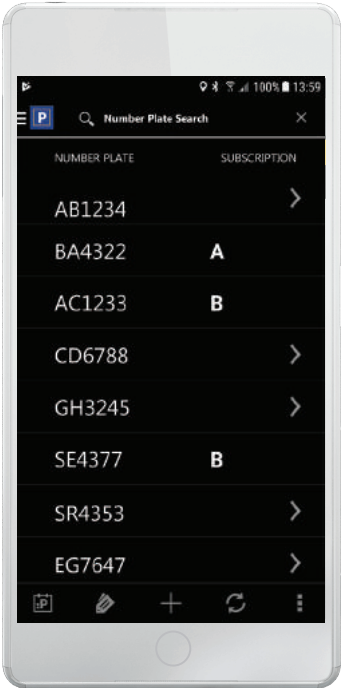 100% 13:59
P Number Plate Search
NUMBER PLATE SUBSCRIPTION
AB1234
BA4322 A
AC1233 B
CD6788
GH3245
SE4377 B
SR4353
EG7647
:P